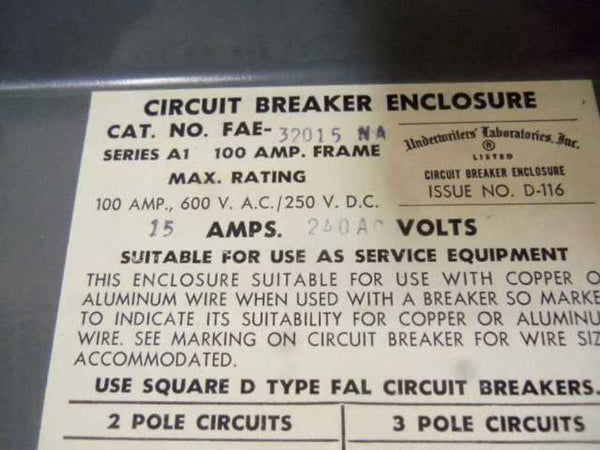 CIRCUIT BREAKER ENCLOSURE
CAT. NO. FAE- 32015 NA
SERIES A1 100 AMP. FRAME
MAX. RATING
100 AMP., 600 V. A.C./250 V. D.C.
Underwriters' Laboratories, Inc.
®
LISTED
CIRCUIT BREAKER ENCLOSURE
ISSUE NO. D-116
15 AMPS. 240AC VOLTS
SUITABLE FOR USE AS SERVICE EQUIPMENT
THIS ENCLOSURE SUITABLE FOR USE WITH COPPER O
ALUMINUM WIRE WHEN USED WITH A BREAKER SO MARKE
TO INDICATE ITS SUITABILITY FOR COPPER OR ALUMINU
WIRE. SEE MARKING ON CIRCUIT BREAKER FOR WIRE SIZ
ACCOMMODATED.
USE SQUARE D TYPE FAL CIRCUIT BREAKERS.
2 POLE CIRCUITS
3 POLE CIRCUITS